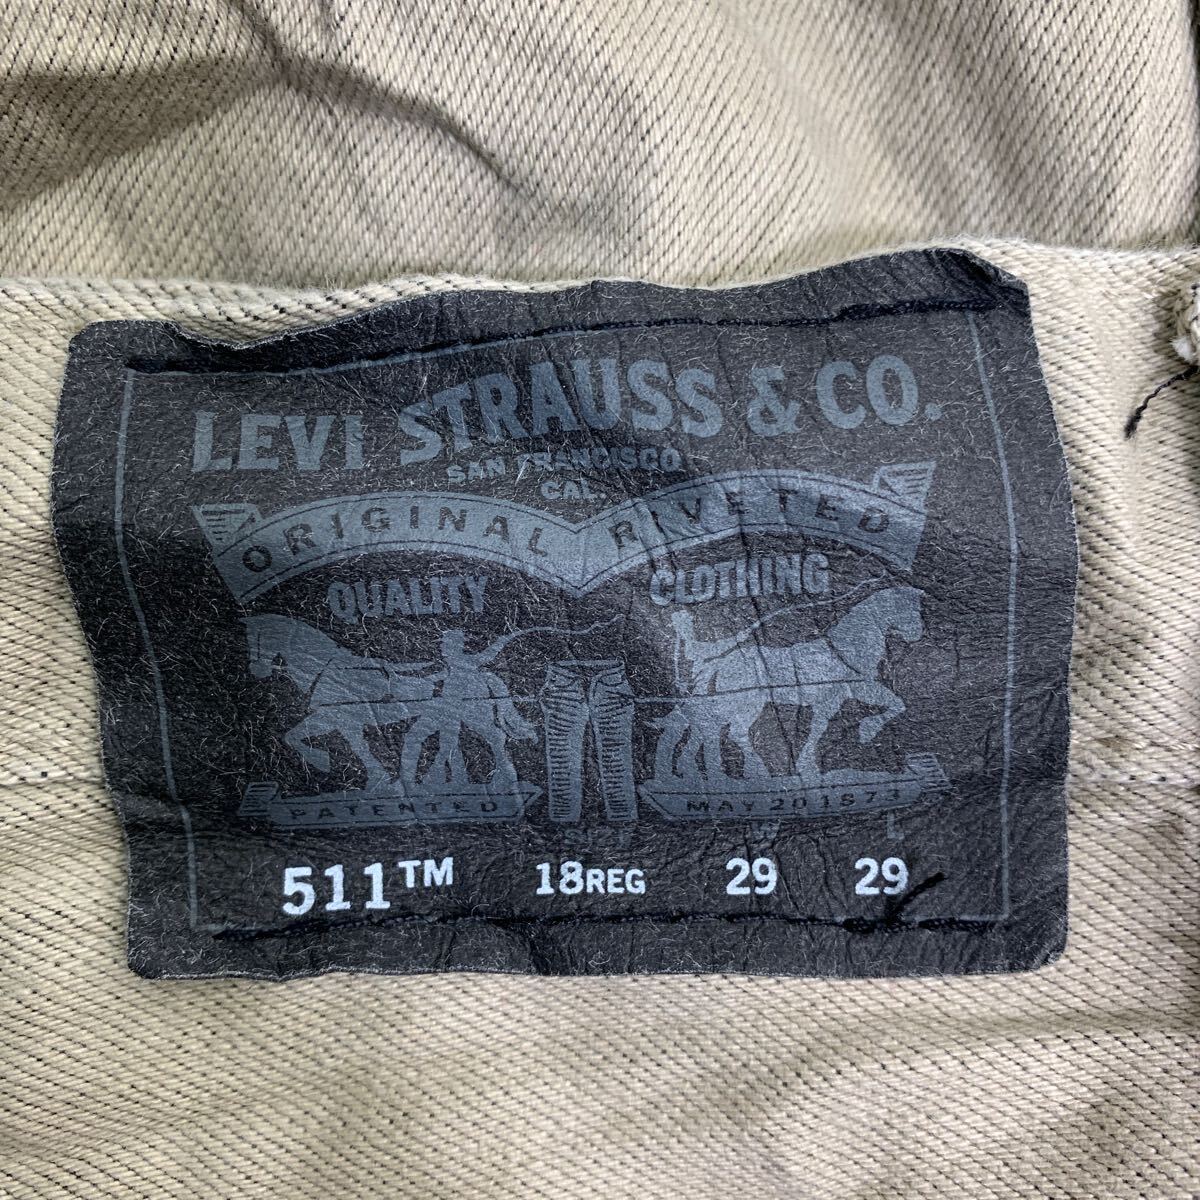 LEVI STRAUSS & CO.
SAN FRANCISCO
CAL.
ORIGINAL RIVETED
QUALITY CLOTHING
PATENTED MAY 20 1873
W L
511™ 18REG 29 29